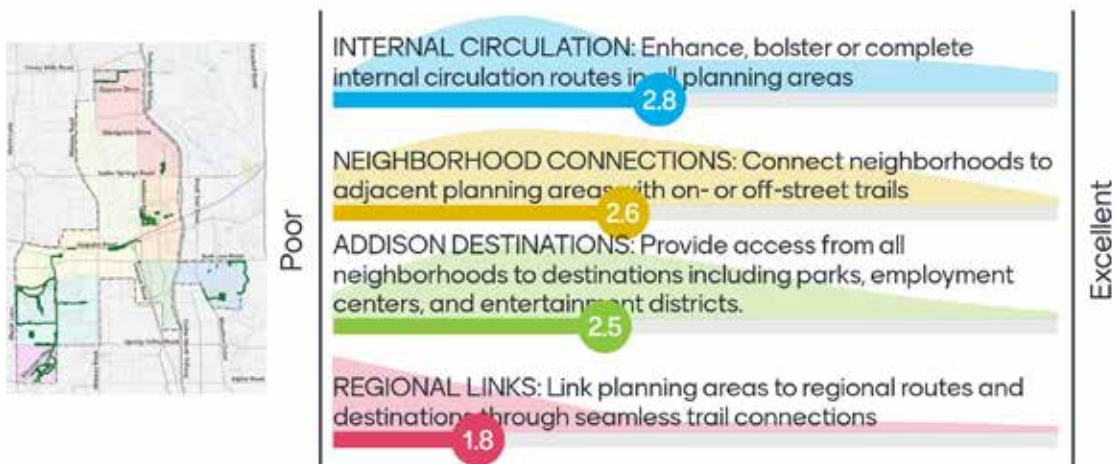 Poor
INTERNAL CIRCULATION: Enhance, bolster or complete
internal circulation routes in all planning areas
2.8
NEIGHBORHOOD CONNECTIONS: Connect neighborhoods to
adjacent planning areas with on- or off-street trails
2.6
ADDISON DESTINATIONS: Provide access from all
neighborhoods to destinations including parks, employment
centers, and entertainment districts.
2.5
REGIONAL LINKS: Link planning areas to regional routes and
destinations through seamless trail connections
1.8
Excellent